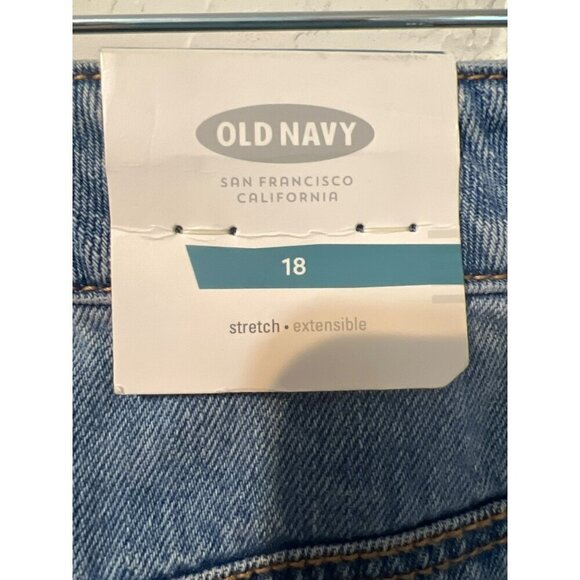 OLD NAVY
SAN FRANCISCO
CALIFORNIA
18
stretch • extensible